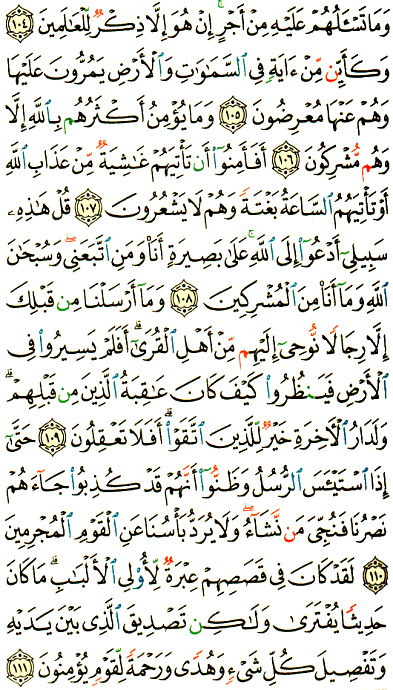 وَمَا تَسْـَٔلُهُمْ عَلَيْهِ مِنْ أَجْرٍ ۚ إِنْ هُوَ إِلَّا ذِكْرٌ لِّلْعَـٰلَمِينَ ١٠٤
وَكَأَيِّن مِّنْ ءَايَةٍ فِى ٱلسَّمَـٰوَٰتِ وَٱلْأَرْضِ يَمُرُّونَ عَلَيْهَا
وَهُمْ عَنْهَا مُعْرِضُونَ ١٠٥ وَمَا يُؤْمِنُ أَكْثَرُهُم بِٱللَّهِ إِلَّا
وَهُم مُّشْرِكُونَ ١٠٦ أَفَأَمِنُوٓا۟ أَن تَأْتِيَهُمْ غَـٰشِيَةٌ مِّنْ عَذَابِ ٱللَّهِ
أَوْ تَأْتِيَهُمُ ٱلسَّاعَةُ بَغْتَةً وَهُمْ لَا يَشْعُرُونَ ١٠٧ قُلْ هَـٰذِهِۦ
سَبِيلِىٓ أَدْعُوٓا۟ إِلَى ٱللَّهِ ۚ عَلَىٰ بَصِيرَةٍ أَنَا۠ وَمَنِ ٱتَّبَعَنِى ۖ وَسُبْحَـٰنَ
ٱللَّهِ وَمَآ أَنَا۠ مِنَ ٱلْمُشْرِكِينَ ١٠٨ وَمَآ أَرْسَلْنَا مِن قَبْلِكَ
إِلَّا رِجَالًا نُّوحِىٓ إِلَيْهِم مِّنْ أَهْلِ ٱلْقُرَىٰٓ ۗ أَفَلَمْ يَسِيرُوا۟ فِى
ٱلْأَرْضِ فَيَنظُرُوا۟ كَيْفَ كَانَ عَـٰقِبَةُ ٱلَّذِينَ مِن قَبْلِهِمْ ۗ
وَلَدَارُ ٱلْـَٔاخِرَةِ خَيْرٌ لِّلَّذِينَ ٱتَّقَوْا۟ ۗ أَفَلَا تَعْقِلُونَ ١٠٩ حَتَّىٰٓ
إِذَا ٱسْتَيْـَٔسَ ٱلرُّسُلُ وَظَنُّوٓا۟ أَنَّهُمْ قَدْ كُذِبُوا۟ جَآءَهُمْ
نَصْرُنَا فَنُجِّىَ مَن نَّشَآءُ ۖ وَلَا يُرَدُّ بَأْسُنَا عَنِ ٱلْقَوْمِ ٱلْمُجْرِمِينَ
١١٠ لَقَدْ كَانَ فِى قَصَصِهِمْ عِبْرَةٌ لِّأُو۟لِى ٱلْأَلْبَـٰبِ ۗ مَا كَانَ
حَدِيثًا يُفْتَرَىٰ وَلَـٰكِن تَصْدِيقَ ٱلَّذِى بَيْنَ يَدَيْهِ
وَتَفْصِيلَ كُلِّ شَىْءٍ وَهُدًى وَرَحْمَةً لِّقَوْمٍ يُؤْمِنُونَ ١١١